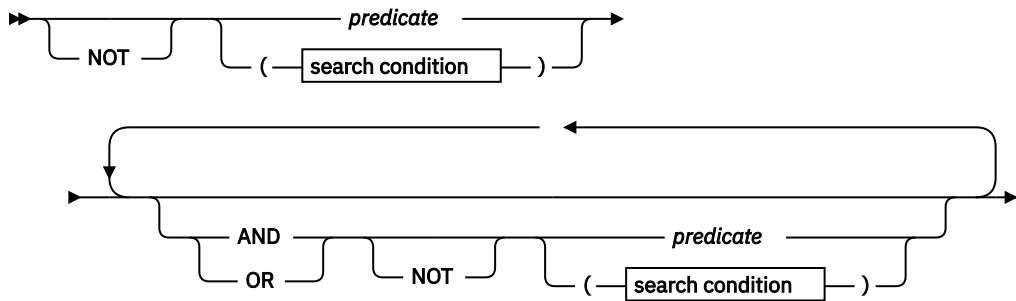 predicate
NOT
( search condition )
AND predicate
OR NOT ( search condition )